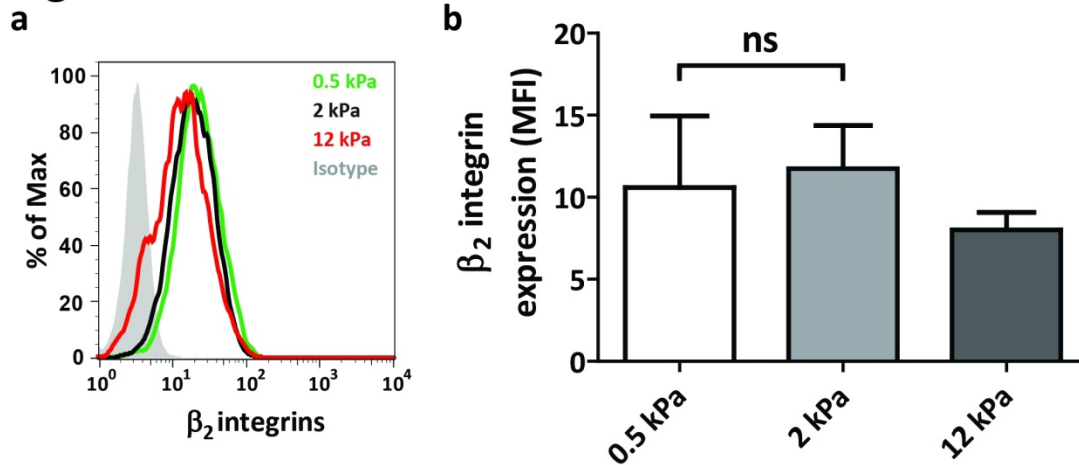 a
100
80
60
40
20
0
% of Max
0.5 kPa
2 kPa
12 kPa
Isotype
10⁰ 10¹ 10² 10³ 10⁴
β₂ integrins
b
20
15
10
5
0
β₂ integrin
expression (MFI)
ns
0.5 kPa
2 kPa
12 kPa